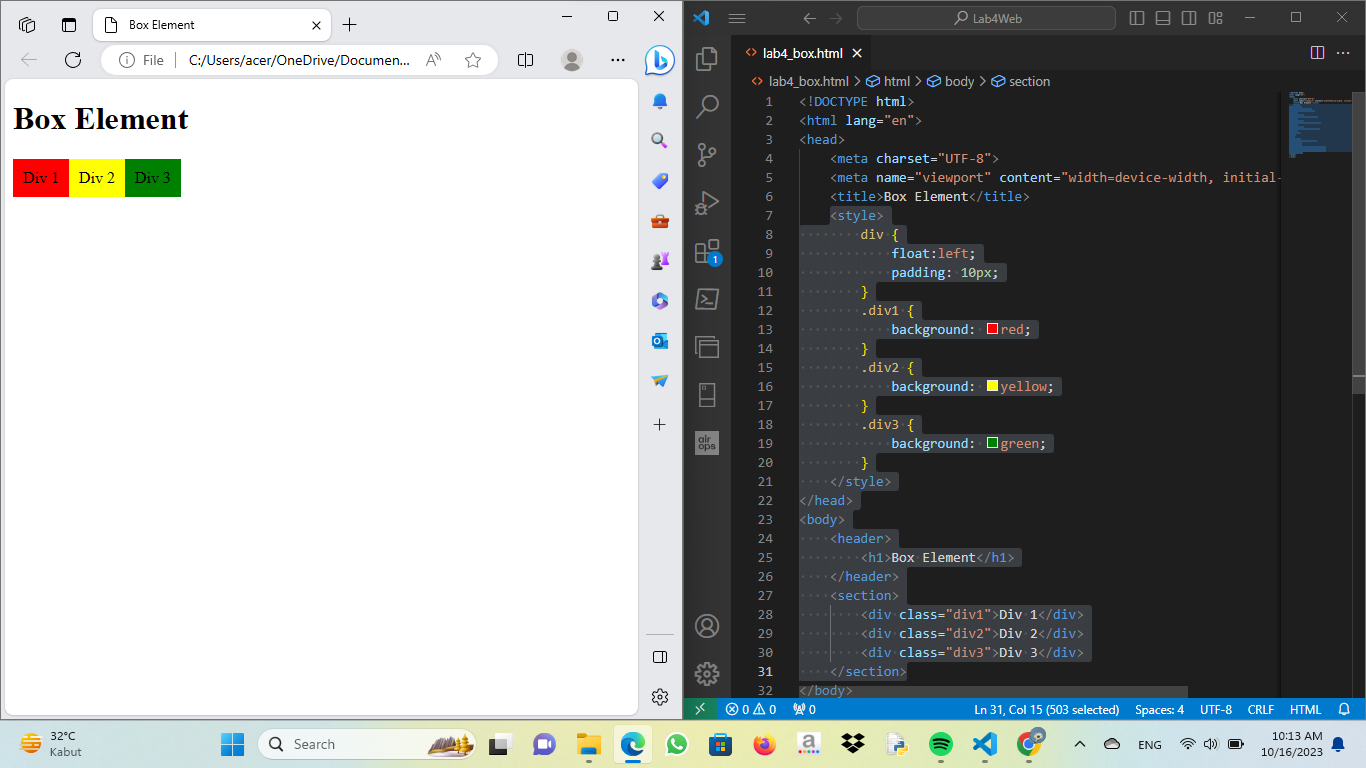 Box Element
File C:/Users/acer/OneDrive/Documen...
Box Element
Div 1 Div 2 Div 3
Lab4Web
lab4_box.html
lab4_box.html > html > body > section
1 <!DOCTYPE html>
2 <html lang="en">
3 <head>
4 <meta charset="UTF-8">
5 <meta name="viewport" content="width=device-width, initial-
6 <title>Box Element</title>
7 <style>
8 div {
9 float:left;
10 padding: 10px;
11 }
12 .div1 {
13 background: red;
14 }
15 .div2 {
16 background: yellow;
17 }
18 .div3 {
19 background: green;
20 }
21 </style>
22 </head>
23 <body>
24 <header>
25 <h1>Box Element</h1>
26 </header>
27 <section>
28 <div class="div1">Div 1</div>
29 <div class="div2">Div 2</div>
30 <div class="div3">Div 3</div>
31 </section>
32 </body>
1
air
ops
0 0 0 Ln 31, Col 15 (503 selected) Spaces: 4 UTF-8 CRLF HTML
32°C
Kabut
Search
ENG
10:13 AM
10/16/2023